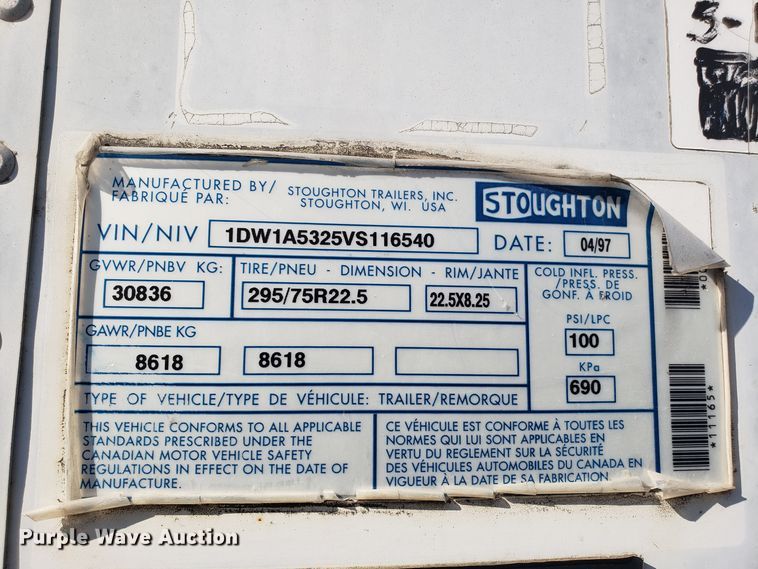 3-
MANUFACTURED BY/ STOUGHTON TRAILERS, INC.
FABRIQUÉ PAR: STOUGHTON, WI. USA
STOUGHTON
VIN/NIV 1DW1A5325VS116540 DATE: 04/97
GVWR/PNBV KG: TIRE/PNEU - DIMENSION - RIM/JANTE
30836 295/75R22.5 22.5X8.25
COLD INFL. PRESS.
/PRESS. DE
GONF. À FROID
PSI/LPC
100
KPa
690
GAWR/PNBE KG
8618 8618
TYPE OF VEHICLE/TYPE DE VÉHICULE: TRAILER/REMORQUE
THIS VEHICLE CONFORMS TO ALL APPLICABLE
STANDARDS PRESCRIBED UNDER THE
CANADIAN MOTOR VEHICLE SAFETY
REGULATIONS IN EFFECT ON THE DATE OF
MANUFACTURE.
CE VÉHICULE EST CONFORME À TOUTES LES
NORMES QUI LUI SONT APPLICABLES EN
VERTU DU REGLEMENT SUR LA SÉCURITÉ
DES VÉHICULES AUTOMOBILES DU CANADA EN
VIGUEUR À LA DATE DE SA FABRICATION.
*11165*
Purple Wave Auction